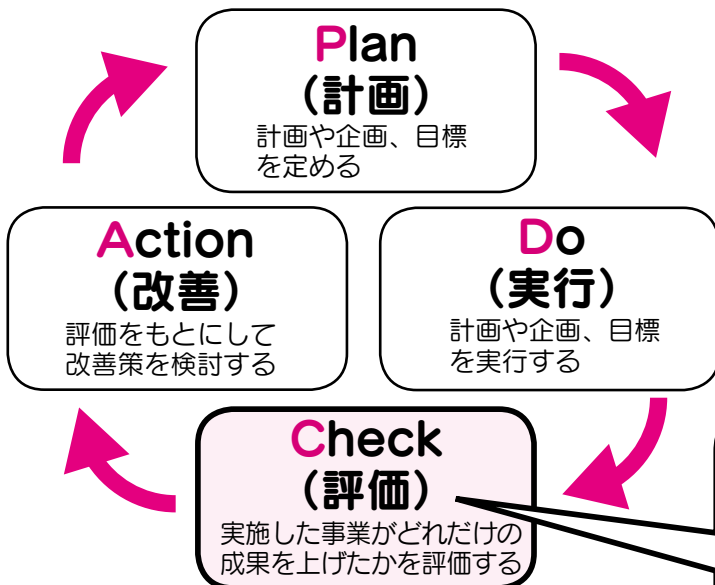 Plan
（計画）
計画や企画、目標
を定める
Do
（実行）
計画や企画、目標
を実行する
Check
（評価）
実施した事業がどれだけの
成果を上げたかを評価する
Action
（改善）
評価をもとにして
改善策を検討する